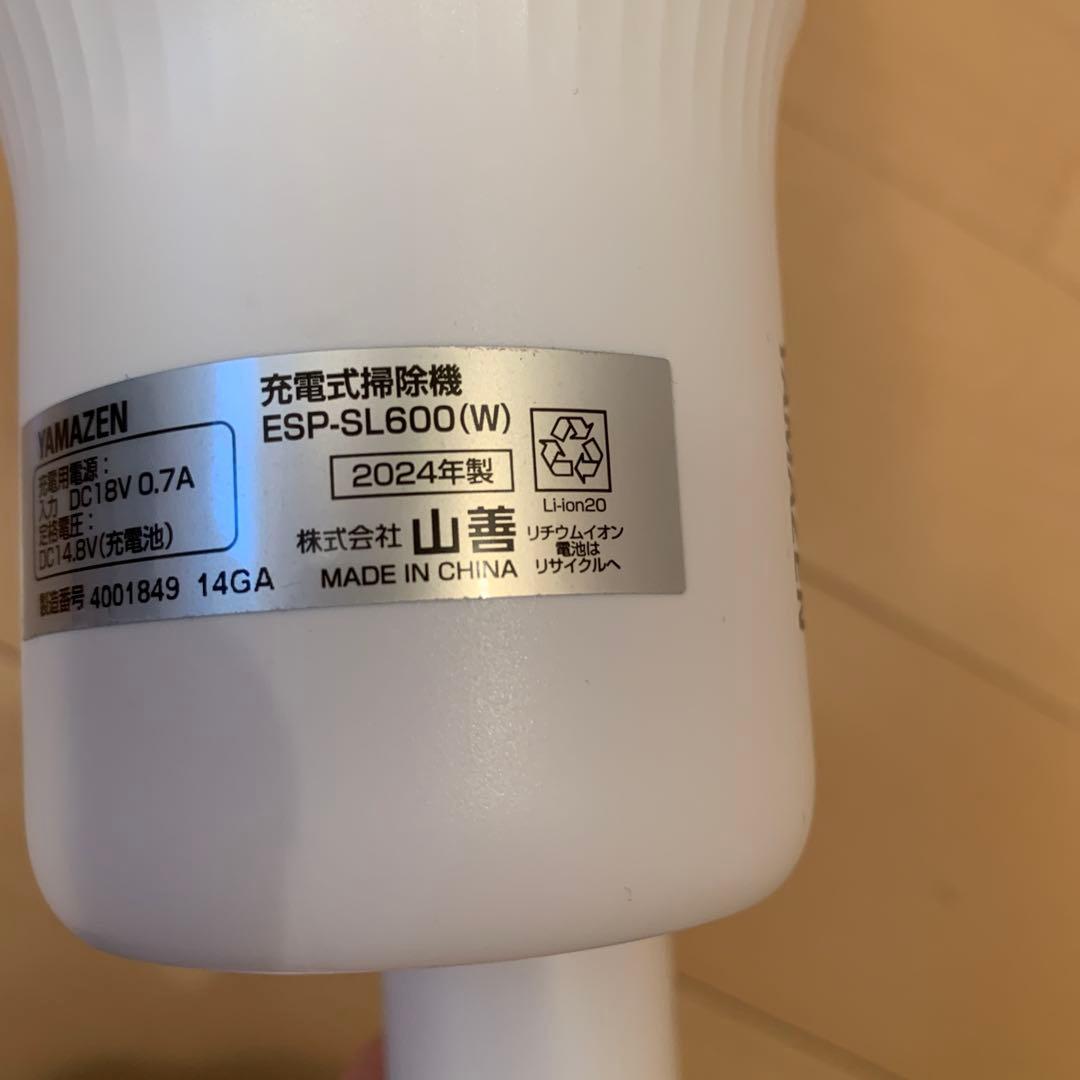 YAMAZEN
充電用電源：
入力 DC18V 0.7A
定格電圧：
DC14.8V(充電池)
製造番号 4001849 14GA
充電式掃除機
ESP-SL600(W)
2024年製
株式会社 山善
MADE IN CHINA
Li-ion20
リチウムイオン
電池は
リサイクルへ